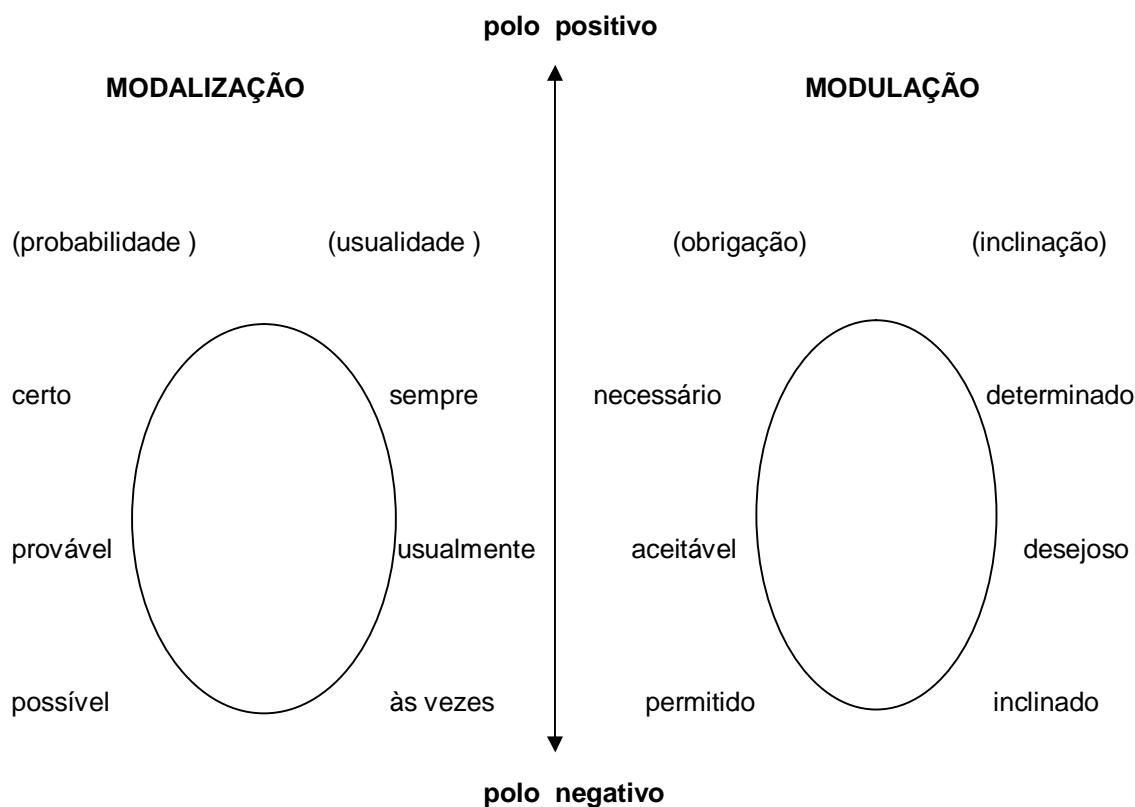 polo positivo
MODALIZAÇÃO MODULAÇÃO
(probabilidade ) (usualidade ) (obrigação) (inclinação)
certo sempre necessário determinado
provável usualmente aceitável desejoso
possível às vezes permitido inclinado
polo negativo